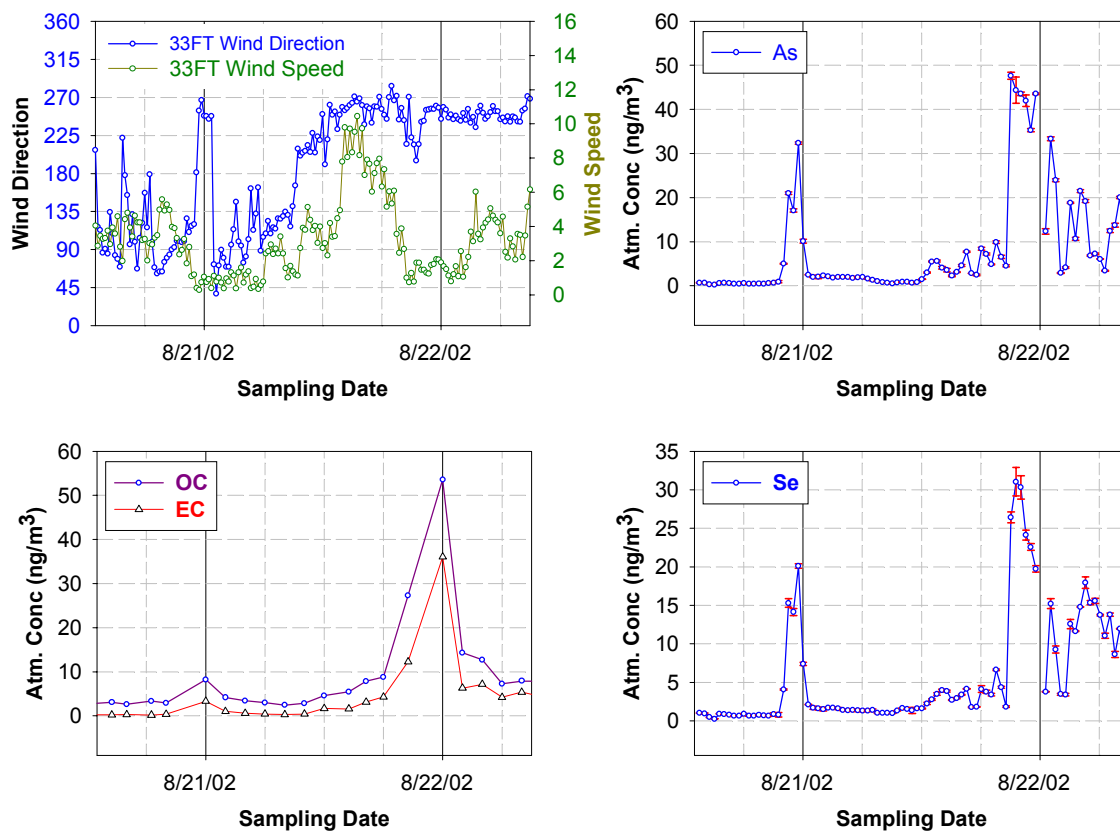 360
315
270
225
180
135
90
45
0
Wind Direction
33FT Wind Direction
33FT Wind Speed
16
14
12
10
8
6
4
2
0
Wind Speed
8/21/02 8/22/02
Sampling Date
60
50
40
30
20
10
0
Atm. Conc (ng/m³)
As
8/21/02 8/22/02
Sampling Date
60
50
40
30
20
10
0
Atm. Conc (ng/m³)
OC
EC
8/21/02 8/22/02
Sampling Date
35
30
25
20
15
10
5
0
Atm. Conc (ng/m³)
Se
8/21/02 8/22/02
Sampling Date